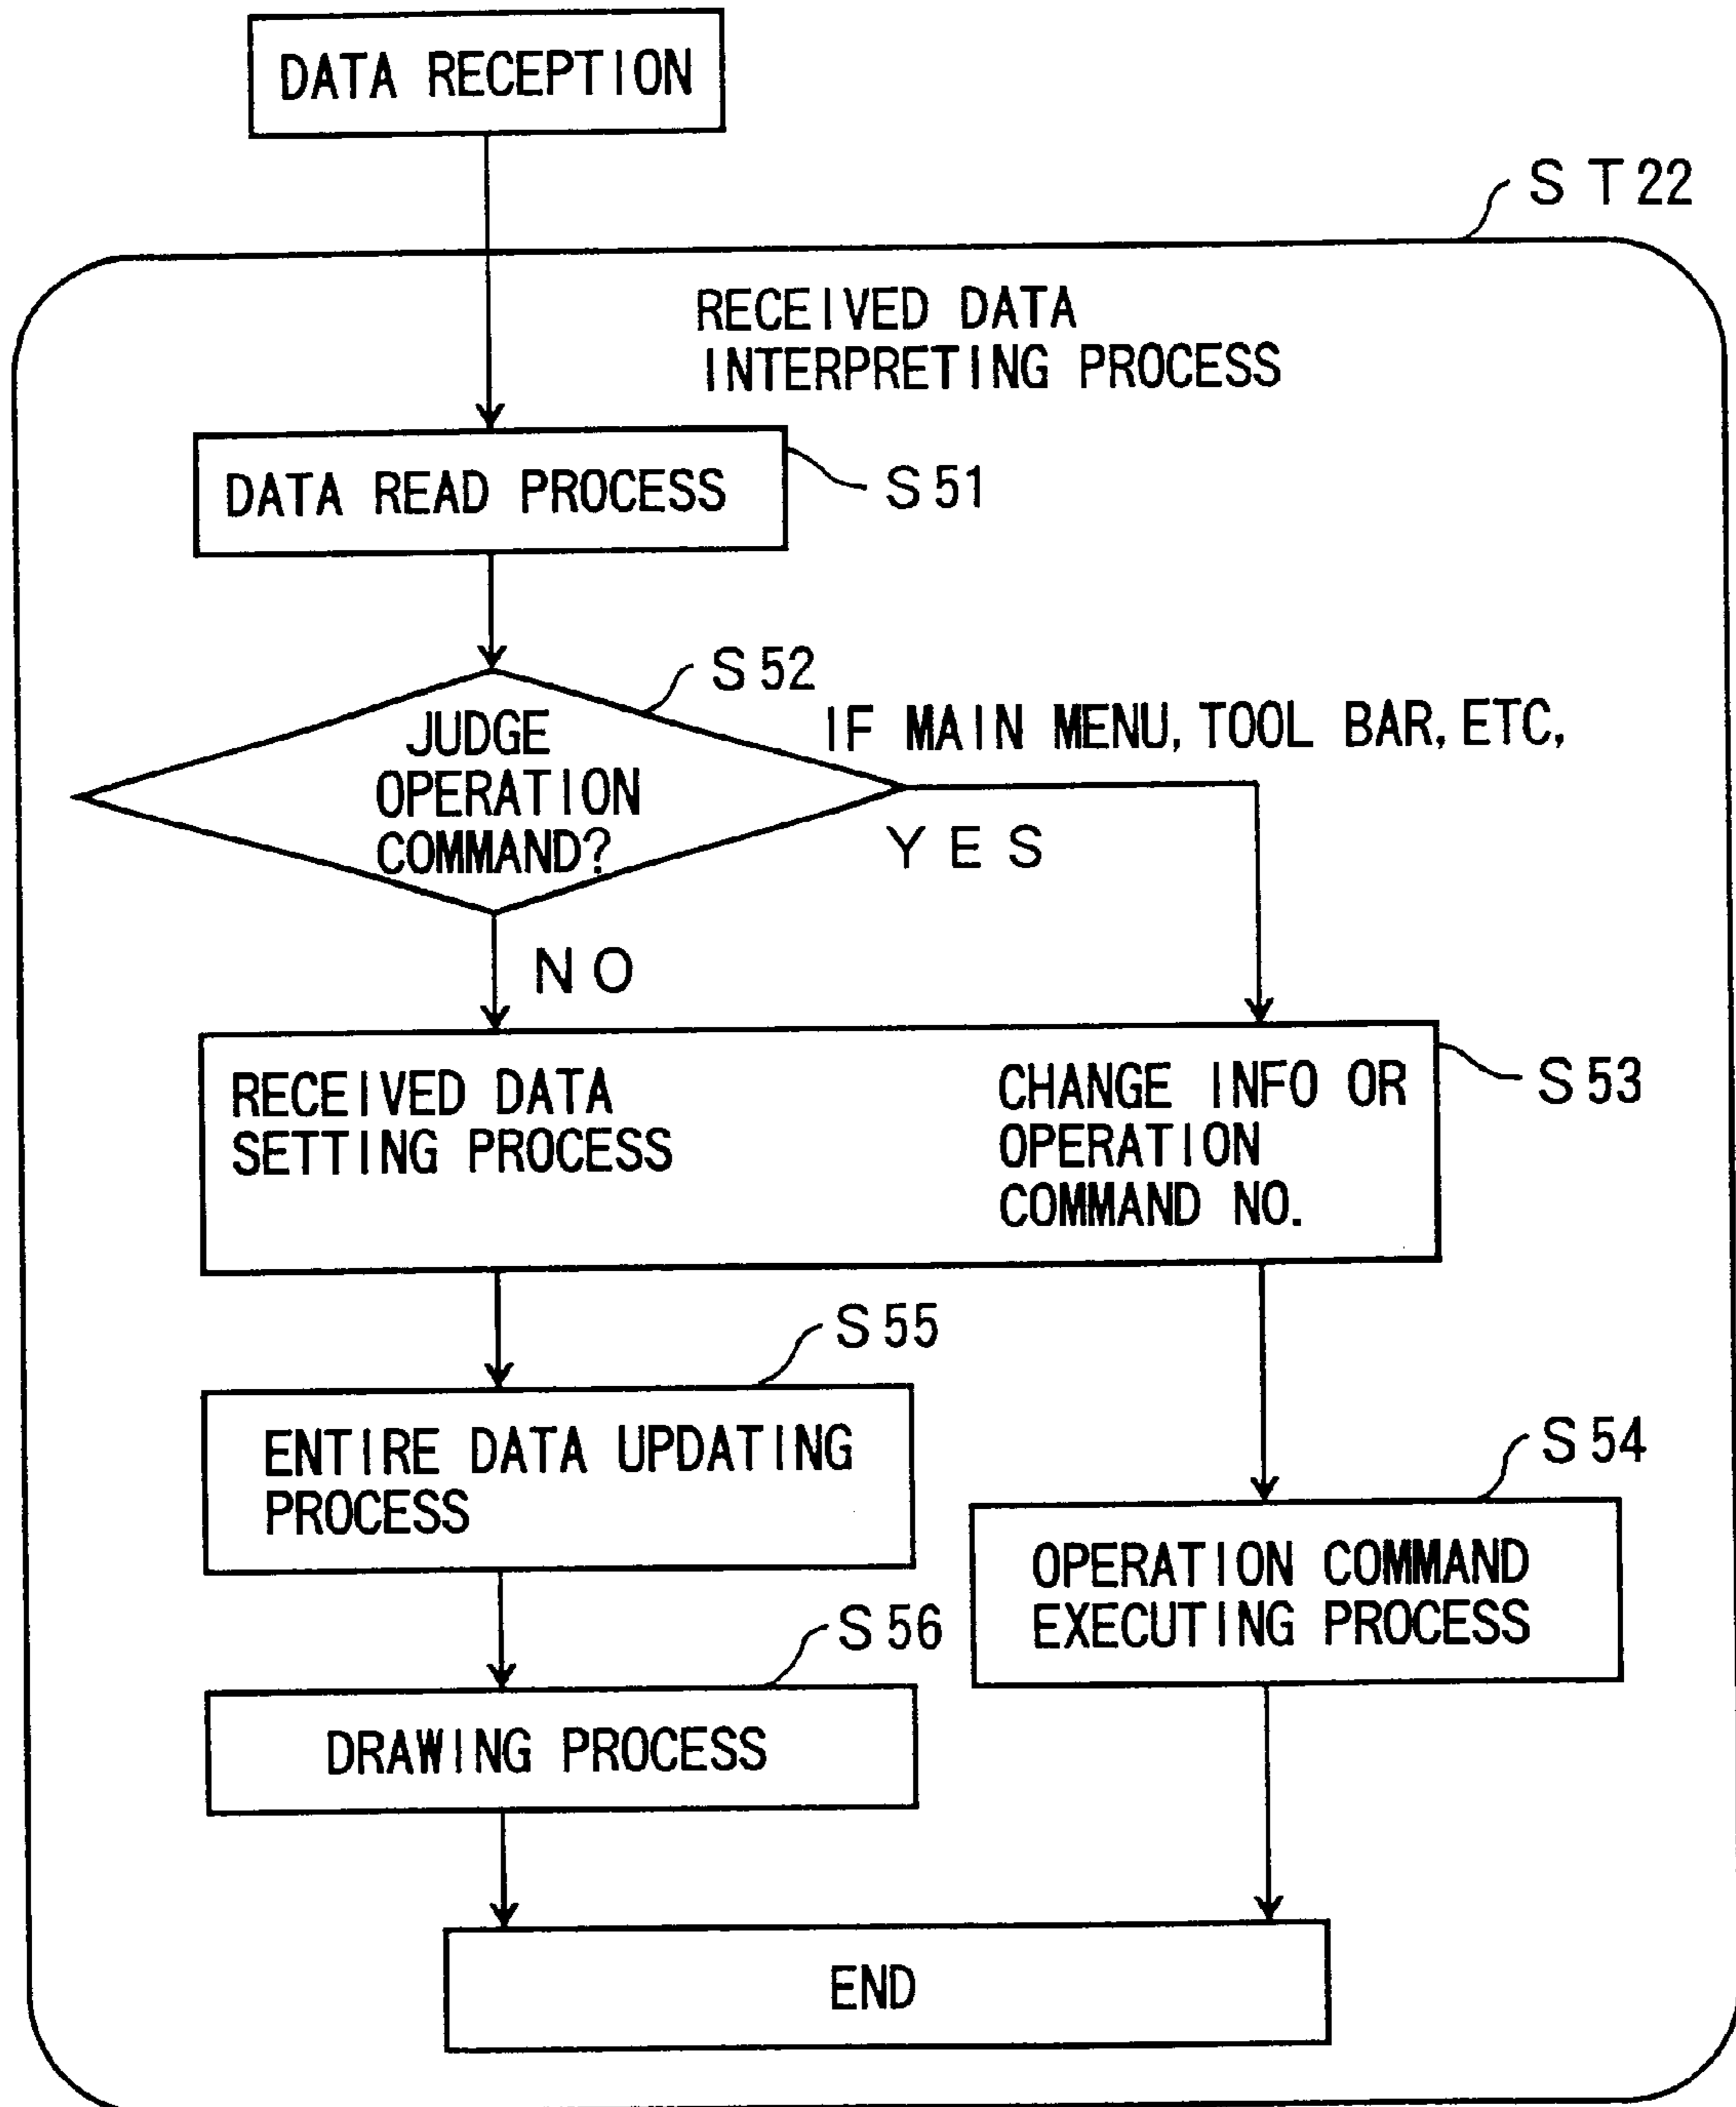 DATA RECEPTION
ST22
RECEIVED DATA
INTERPRETING PROCESS
DATA READ PROCESS
S51
S52
JUDGE
OPERATION
COMMAND?
IF MAIN MENU, TOOL BAR, ETC,
YES
NO
RECEIVED DATA
SETTING PROCESS
CHANGE INFO OR
OPERATION
COMMAND NO.
S53
S55
ENTIRE DATA UPDATING
PROCESS
S54
OPERATION COMMAND
EXECUTING PROCESS
S56
DRAWING PROCESS
END